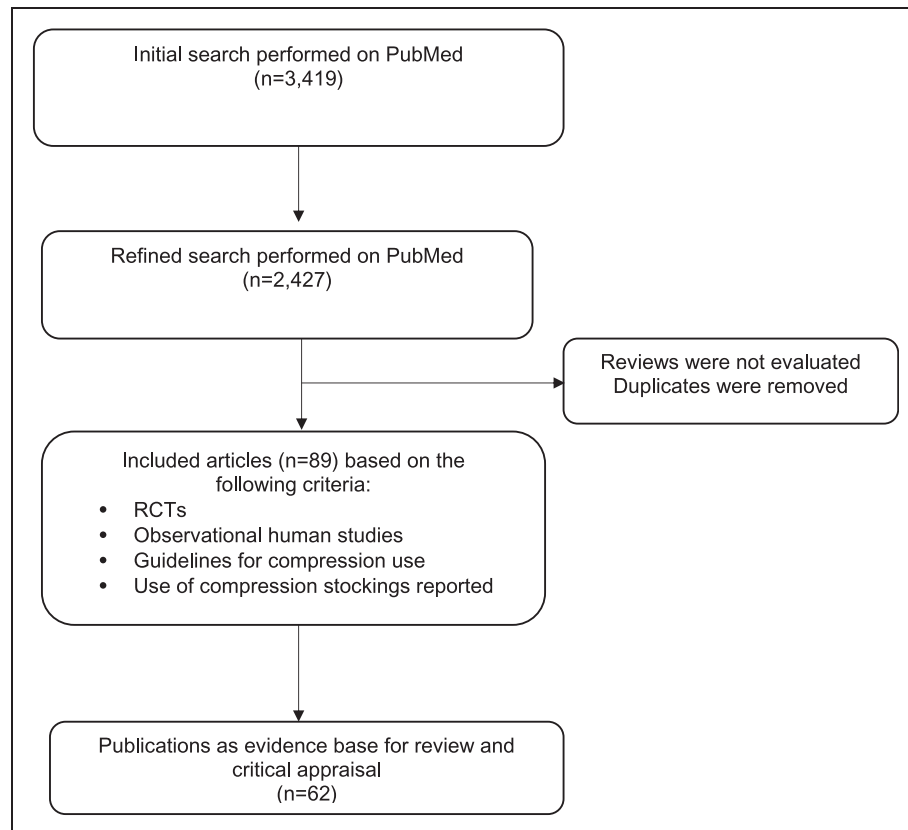 Initial search performed on PubMed
(n=3,419)
Refined search performed on PubMed
(n=2,427)
Reviews were not evaluated
Duplicates were removed
Included articles (n=89) based on the
following criteria:
• RCTs
• Observational human studies
• Guidelines for compression use
• Use of compression stockings reported
Publications as evidence base for review and
critical appraisal
(n=62)